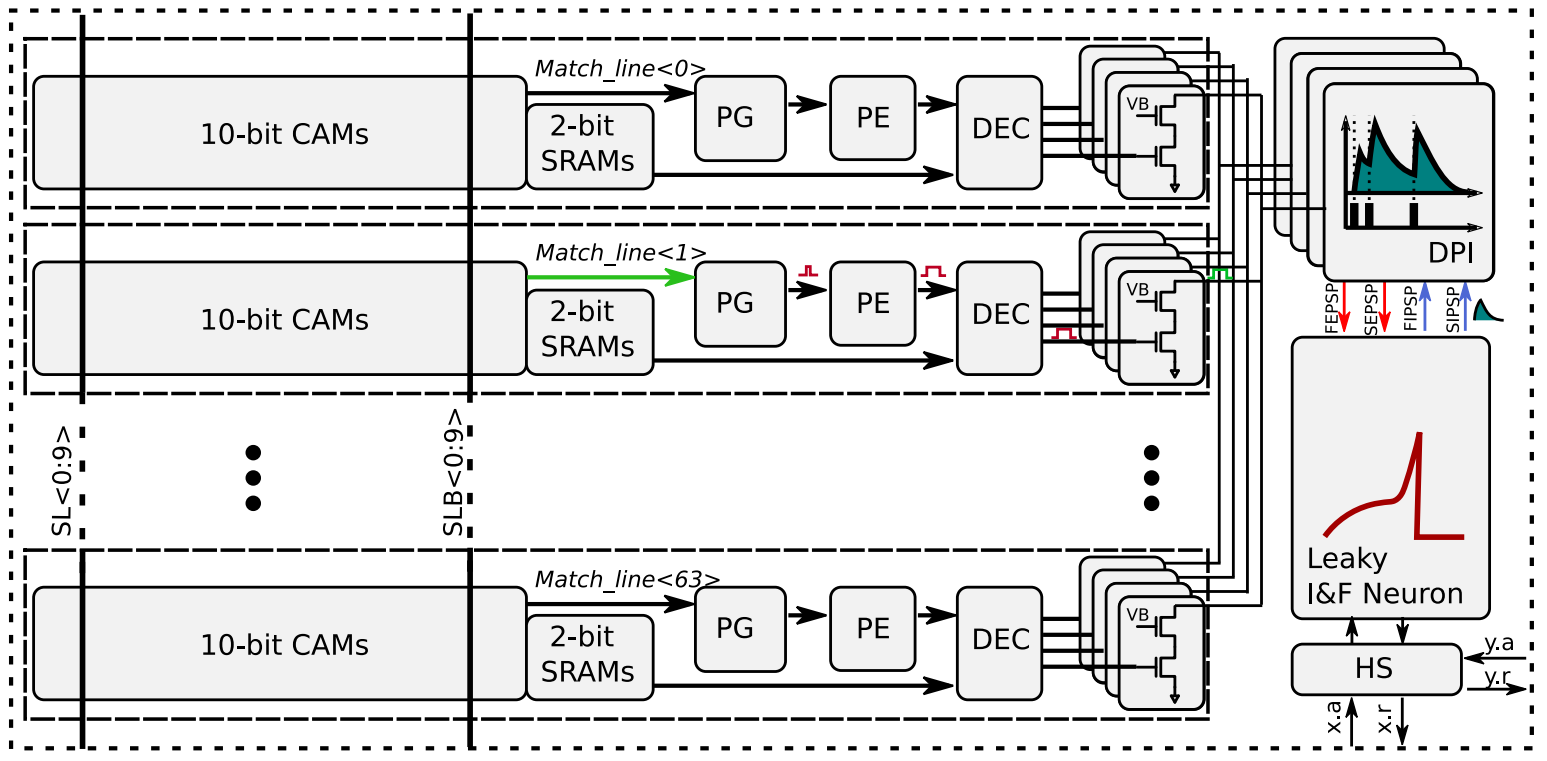 Match_line<0>
10-bit CAMs
2-bit
SRAMs
PG
PE
DEC
VB
DPI
Match_line<1>
10-bit CAMs
2-bit
SRAMs
PG
PE
DEC
VB
FEPSP
SEPSP
FIPSP
SIPSP
SL<0:9>
SLB<0:9>
Leaky
I&F Neuron
Match_line<63>
10-bit CAMs
2-bit
SRAMs
PG
PE
DEC
VB
HS
y.a
y.r
x.a
x.r